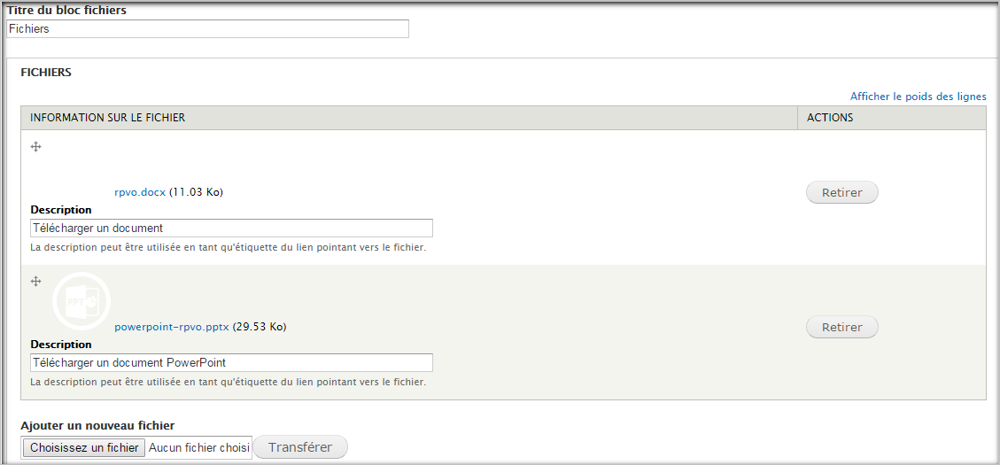 Titre du bloc fichiers
Fichiers
FICHIERS
Afficher le poids des lignes
INFORMATION SUR LE FICHIER ACTIONS
rpvo.docx (11.03 Ko) Retirer
Description
Télécharger un document
La description peut être utilisée en tant qu'étiquette du lien pointant vers le fichier.
PPT
powerpoint-rpvo.pptx (29.53 Ko) Retirer
Description
Télécharger un document PowerPoint
La description peut être utilisée en tant qu'étiquette du lien pointant vers le fichier.
Ajouter un nouveau fichier
Choisissez un fichier Aucun fichier choisi Transférer